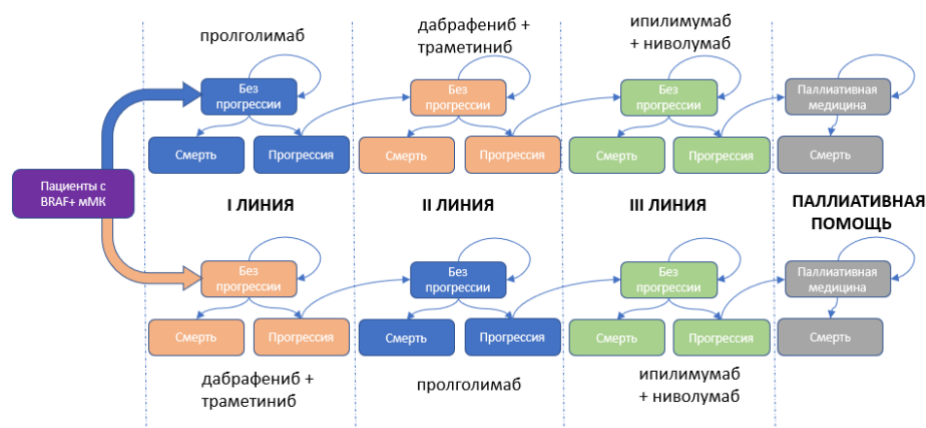 пролголимаб
дабрафениб +
траметиниб
ипилимумаб
+ ниволумаб
Без
прогрессии
Без
прогрессии
Без
прогрессии
Паллиативная
медицина
Смерть
Прогрессия
Смерть
Прогрессия
Смерть
Прогрессия
Смерть
Пациенты с
BRAF+ мМК
I ЛИНИЯ
II ЛИНИЯ
III ЛИНИЯ
ПАЛЛИАТИВНАЯ
ПОМОЩЬ
Без
прогрессии
Без
прогрессии
Без
прогрессии
Паллиативная
медицина
Смерть
Прогрессия
Смерть
Прогрессия
Смерть
Прогрессия
Смерть
дабрафениб +
траметиниб
пролголимаб
ипилимумаб
+ ниволумаб